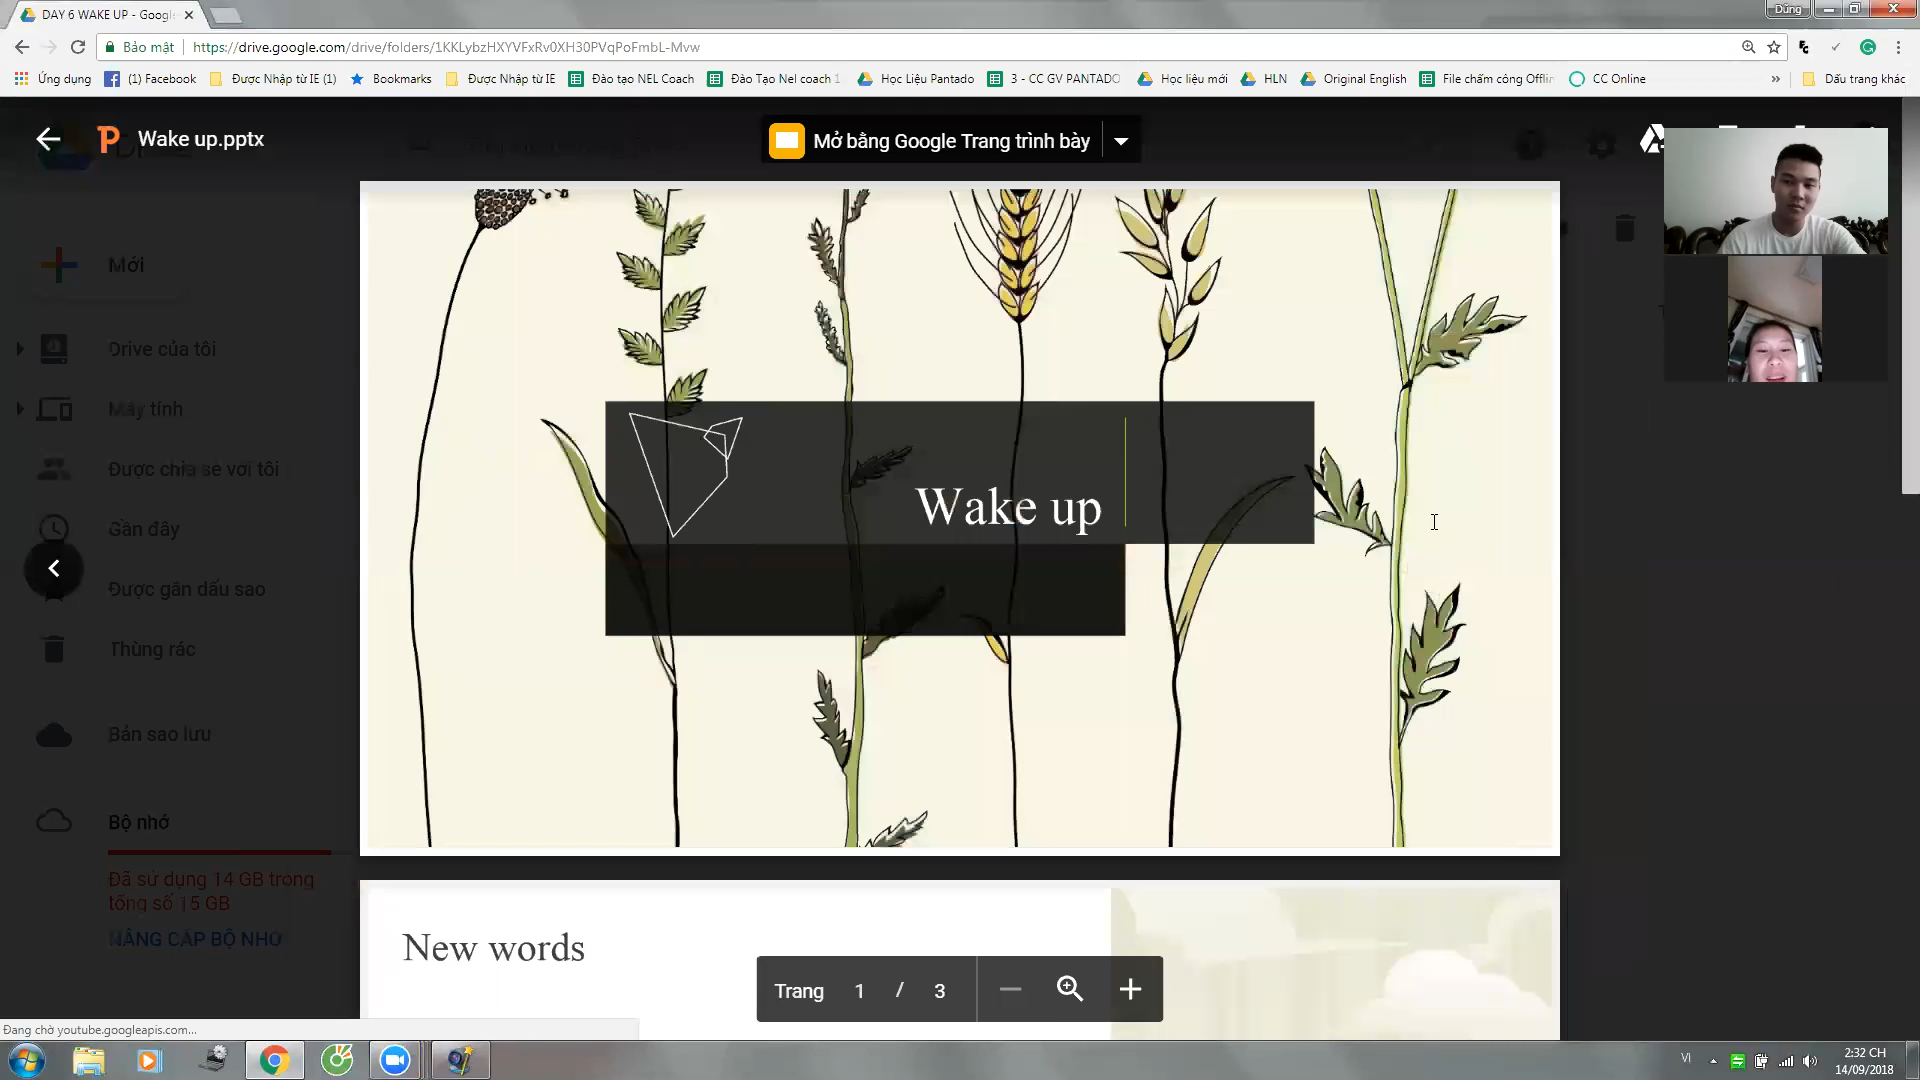 DAY 6 WAKE UP - Google
Dũng
Bảo mật
https://drive.google.com/drive/folders/1KKLybzHXYVFxRv0XH30PVqPoFmbL-Mvw
Ứng dụng
(1) Facebook
Được Nhập từ IE (1)
Bookmarks
Được Nhập từ IE
Đào tạo NEL Coach
Đào Tạo Nel coach 1
Học Liệu Pantado
3 - CC GV PANTADO
Học liệu mới
HLN
Original English
File chấm công Offlin
CC Online
»
Dấu trang khác
Wake up.pptx
Mở bằng Google Trang trình bày
Mới
Drive của tôi
Máy tính
Được chia sẻ với tôi
Gần đây
Được gắn dấu sao
Thùng rác
Bản sao lưu
Bộ nhớ
Đã sử dụng 14 GB trong
tổng số 15 GB
NÂNG CẤP BỘ NHỚ
Wake up
New words
Trang 1 / 3
Đang chờ youtube.googleapis.com...
VI
2:32 CH
14/09/2018